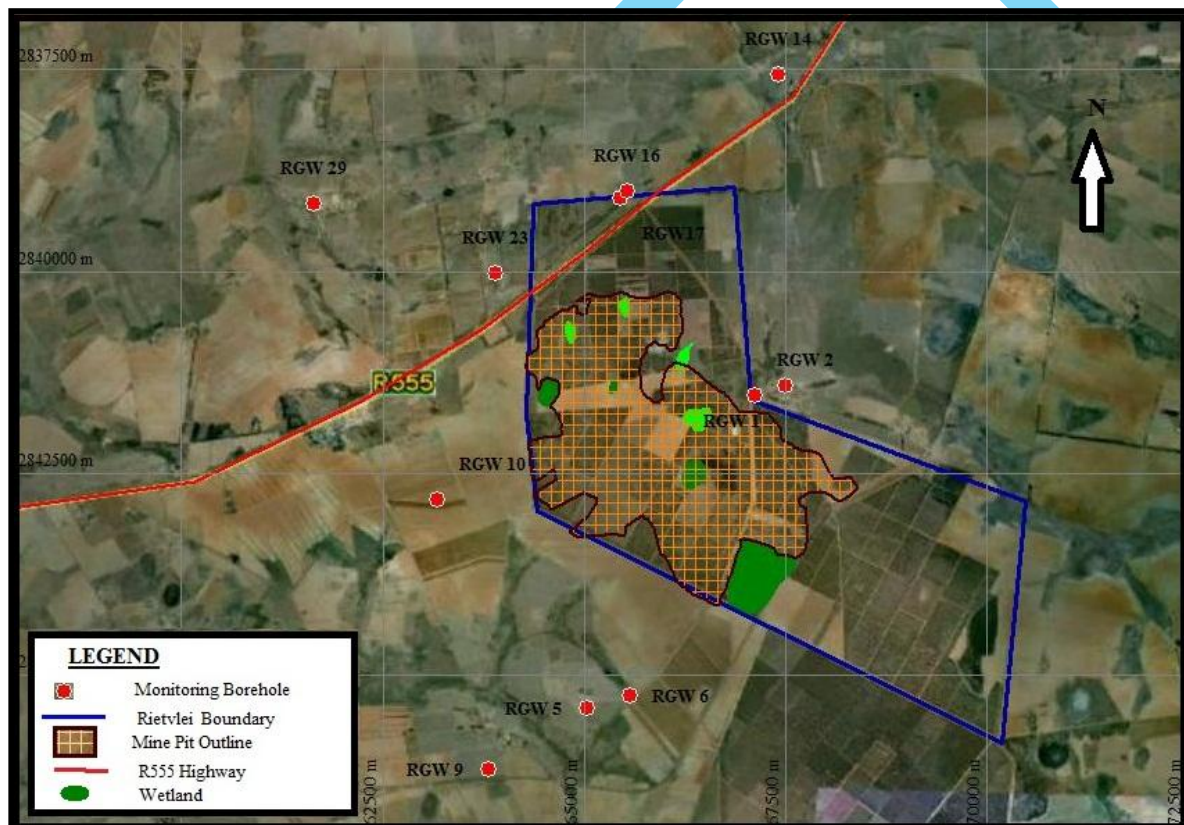 RGW 14
2837500 m
N
RGW 16
RGW 29
RGW 23
RGW17
2840000 m
RGW 2
R555
RGW 1
RGW 10
2842500 m
LEGEND
Monitoring Borehole
Rietvlei Boundary
Mine Pit Outline
R555 Highway
Wetland
RGW 6
RGW 5
RGW 9
62500 m
65000 m
67500 m
70000 m
72500 m